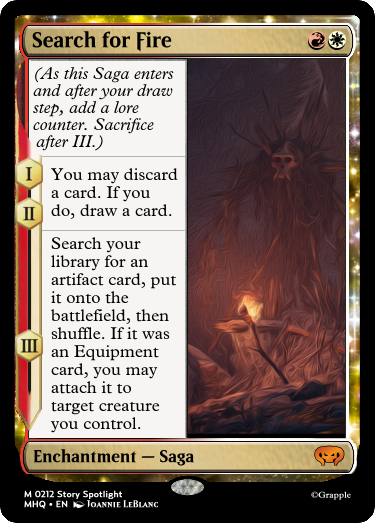 Search for Fire
(As this Saga enters
and after your draw
step, add a lore
counter. Sacrifice
after III.)
I
You may discard
a card. If you
do, draw a card.
II
Search your
library for an
artifact card, put
it onto the
battlefield, then
shuffle. If it was
an Equipment
card, you may
attach it to
target creature
you control.
III
Enchantment — Saga
M 0212 Story Spotlight
MHQ • EN Joannie LeBlanc
©Grapple